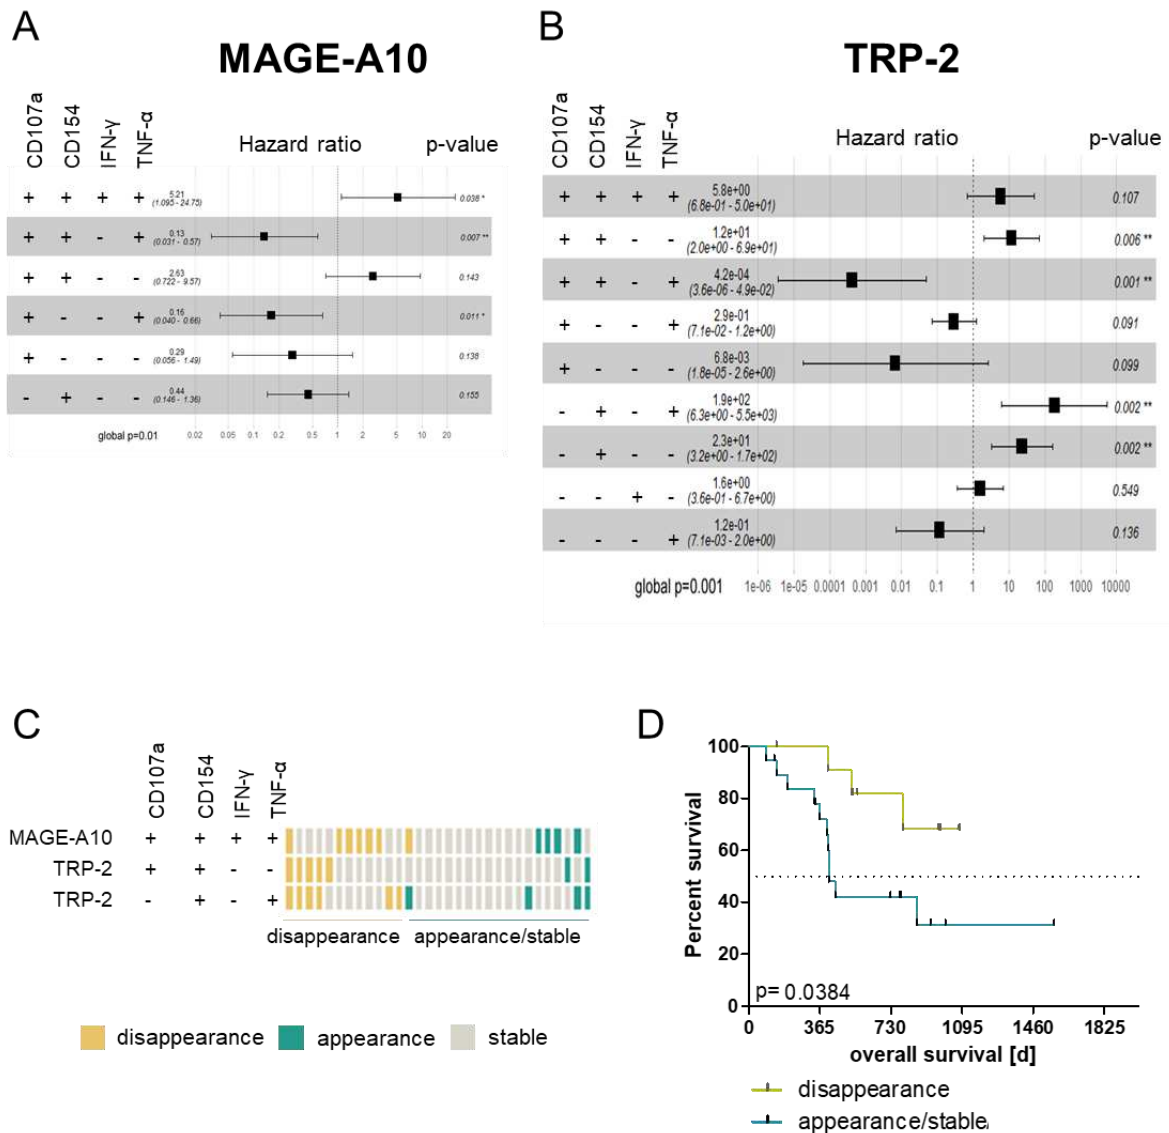 A
MAGE-A10
CD107a CD154 IFN-γ TNF-α Hazard ratio p-value
+ + + + 5.21 0.038 *
(1.095 - 24.75)
+ + - + 0.13 0.007 **
(0.031 - 0.57)
+ + - - 2.63 0.143
(0.722 - 9.57)
+ - - + 0.16 0.011 *
(0.040 - 0.66)
+ - - - 0.29 0.138
(0.056 - 1.49)
- + - - 0.44 0.155
(0.146 - 1.36)
global p=0.01 0.02 0.05 0.1 0.2 0.5 1 2 5 10 20
B
TRP-2
CD107a CD154 IFN-γ TNF-α Hazard ratio p-value
+ + + + 5.8e+00 0.107
(6.8e-01 - 5.0e+01)
+ + - - 1.2e+01 0.006 **
(2.0e+00 - 6.9e+01)
+ + - + 4.2e-04 0.001 **
(3.6e-06 - 4.9e-02)
+ - - + 2.9e-01 0.091
(7.1e-02 - 1.2e+00)
+ - - - 6.8e-03 0.099
(1.8e-05 - 2.6e+00)
- + - + 1.9e+02 0.002 **
(6.3e+00 - 5.5e+03)
- + - - 2.3e+01 0.002 **
(3.2e+00 - 1.7e+02)
- - + - 1.6e+00 0.549
(3.6e-01 - 6.7e+00)
- - - + 1.2e-01 0.136
(7.1e-03 - 2.0e+00)
global p=0.001 1e-06 1e-05 0.0001 0.001 0.01 0.1 1 10 100 1000 10000
C
CD107a CD154 IFN-γ TNF-α
MAGE-A10 + + + +
TRP-2 + + - -
TRP-2 - + - +
disappearance appearance/stable
disappearance appearance stable
D
Percent survival
100
80
60
40
20
0
p= 0.0384
0 365 730 1095 1460 1825
overall survival [d]
disappearance
appearance/stable